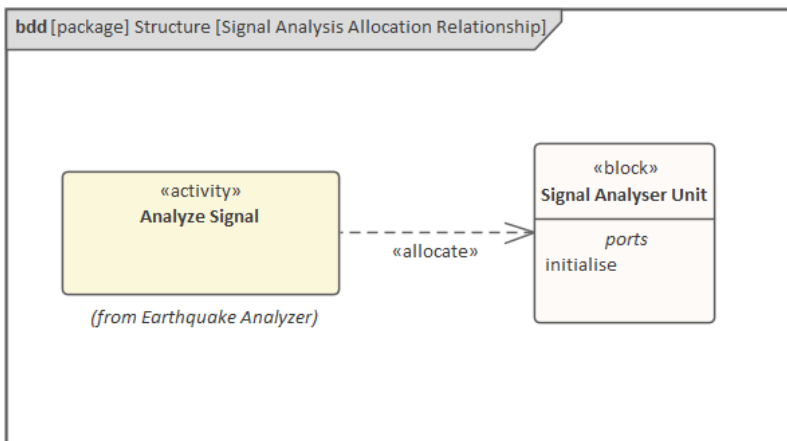 bdd [package] Structure [Signal Analysis Allocation Relationship]
«activity»
Analyze Signal
(from Earthquake Analyzer)
«allocate»
«block»
Signal Analyser Unit
ports
initialise